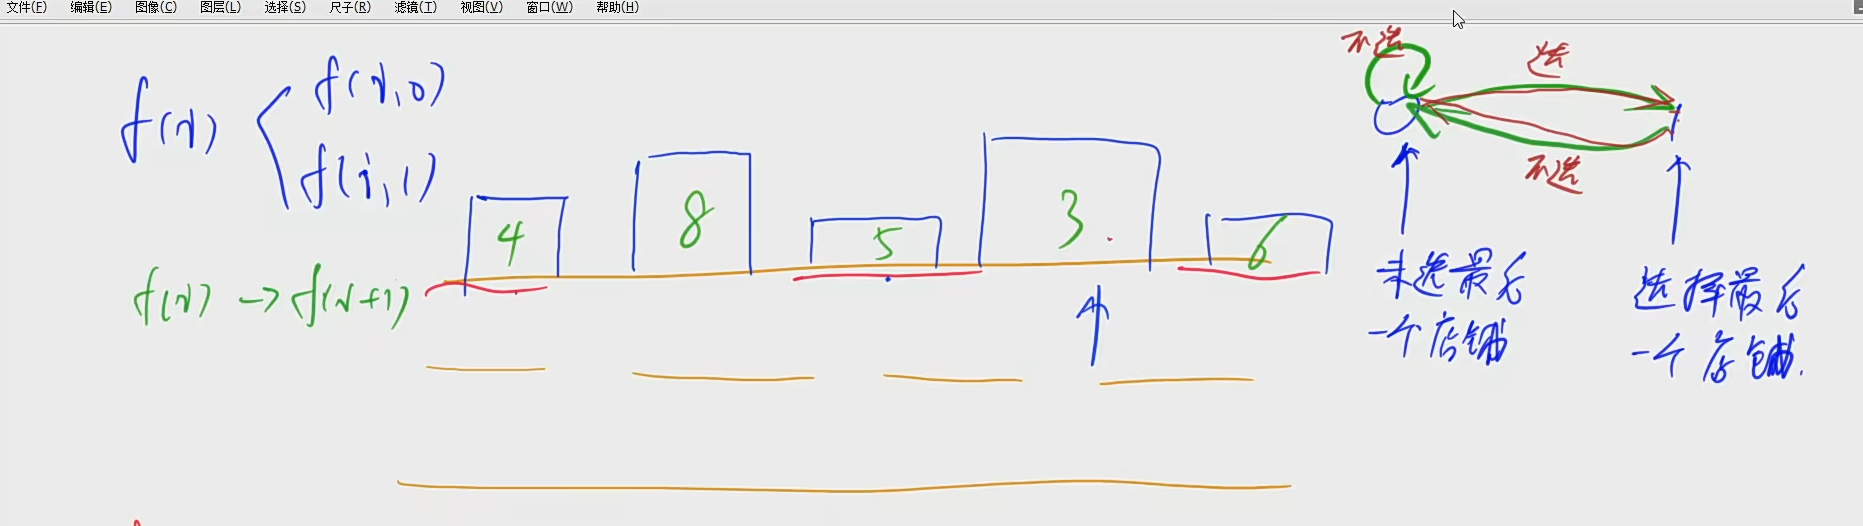 文件(F) 编辑(E) 图像(C) 图层(L) 选择(S) 尺子(R) 滤镜(T) 视图(V) 窗口(W) 帮助(H)
f(i)
f(i,0)
f(i,1)
f(i) -> f(i+1)
4 8 5 3 6
不选
选
不选
未选最后
一个店铺
选择最后
一个店铺.